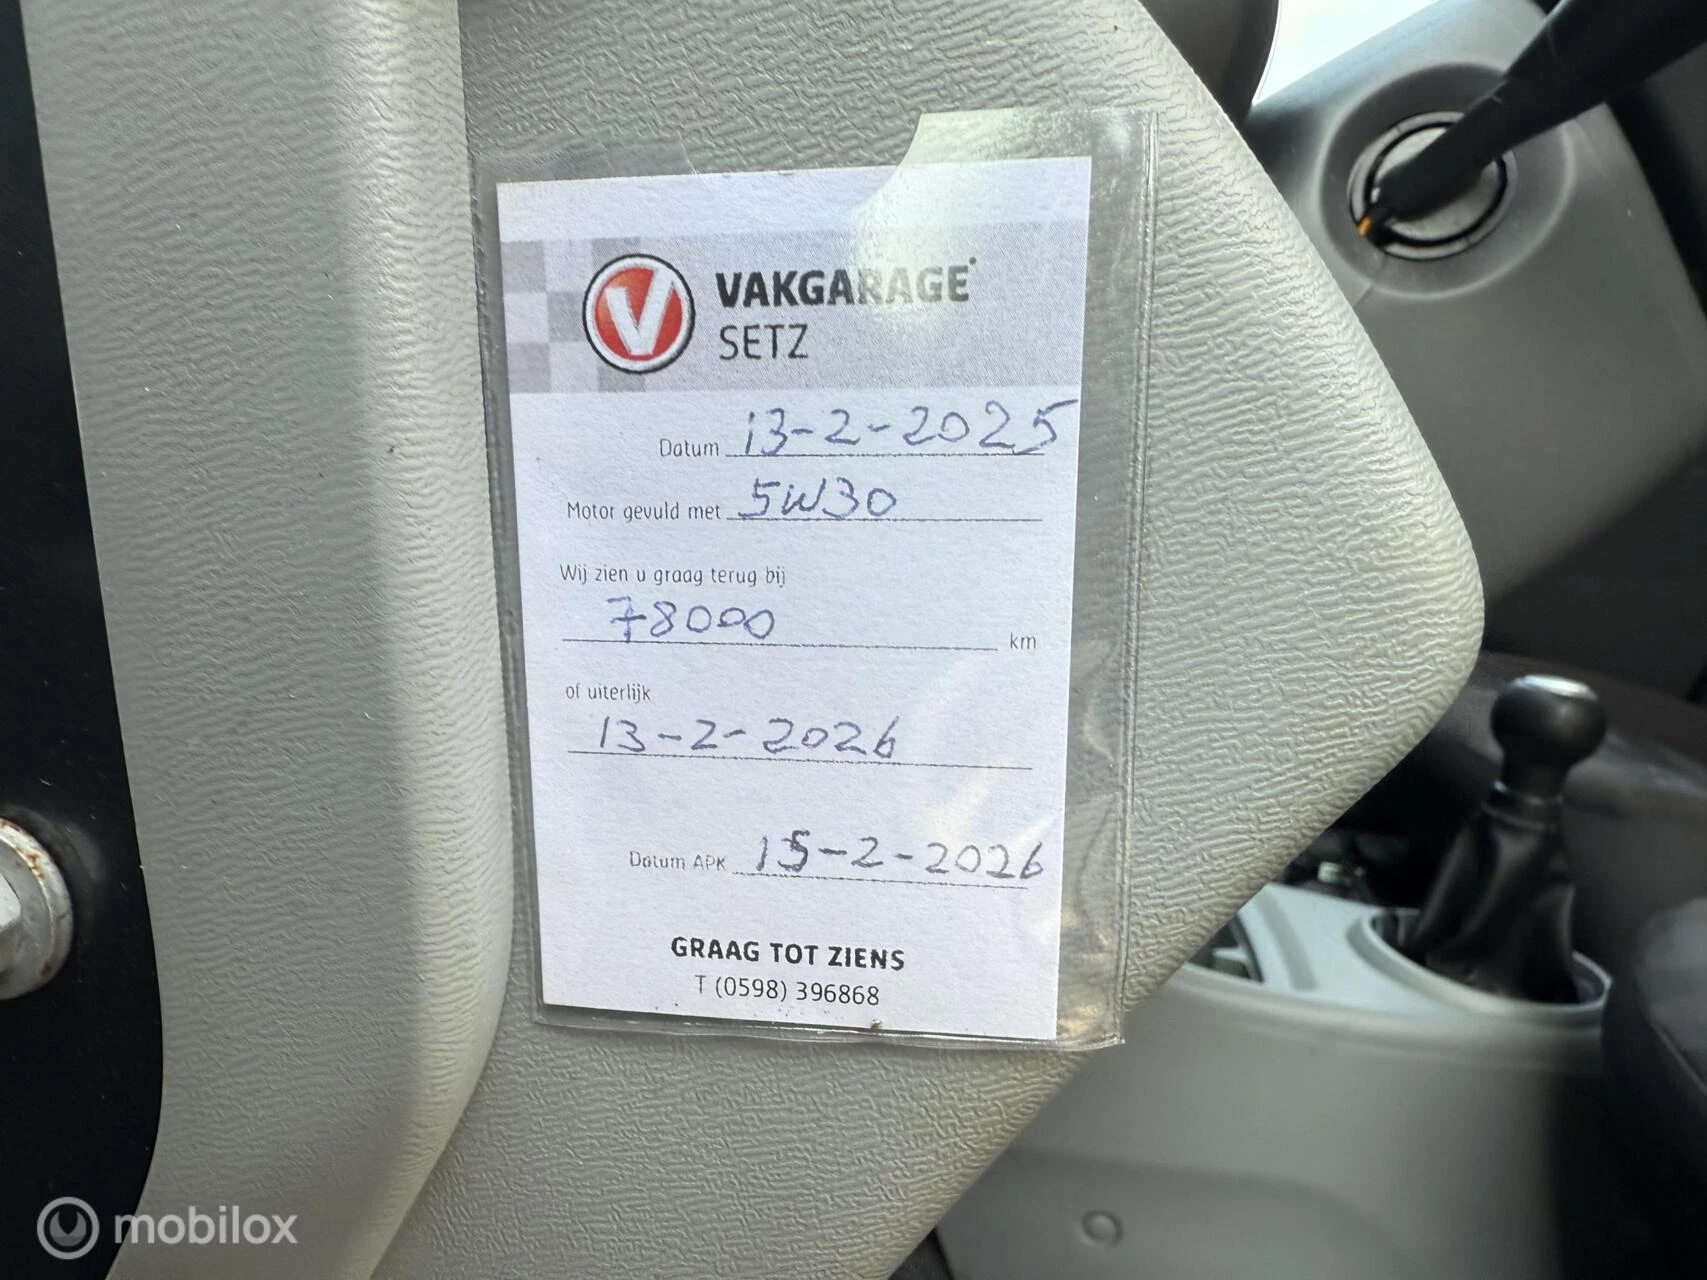 VAKGARAGE
SETZ
Datum 13-2-2025
Motor gevuld met 5W30
Wij zien u graag terug bij
78000 km
of uiterlijk
13-2-2026
Datum APK 15-2-2026
GRAAG TOT ZIENS
T (0598) 396868
mobilox